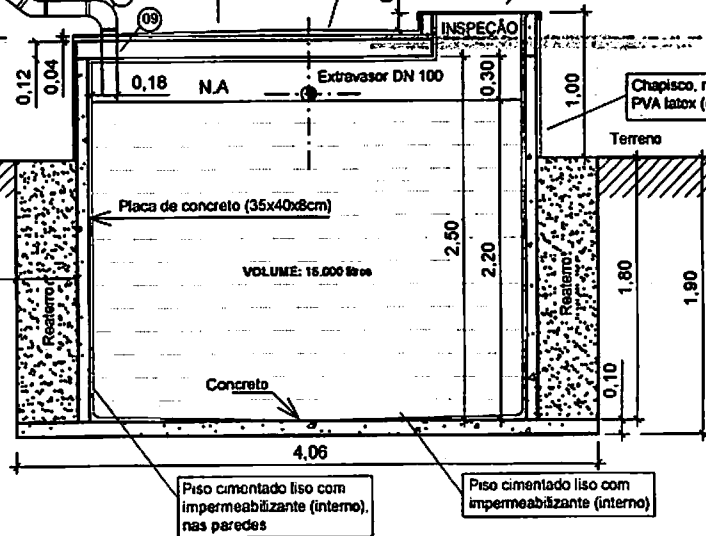 09
INSPEÇÃO
0,12
0,04
0,18
N.A
Extravasor DN 100
0,30
1,00
Chapisco,
PVA latox (
Terreno
Placa de concreto (35x40x8cm)
2,50
2,20
VOLUME: 15.000 litros
Reaterro
Reaterro
1,80
1,90
0,10
Concreto
4,06
Piso cimentado liso com
impermeabilizante (interno),
nas paredes
Piso cimentado liso com
impermeabilizante (interno)